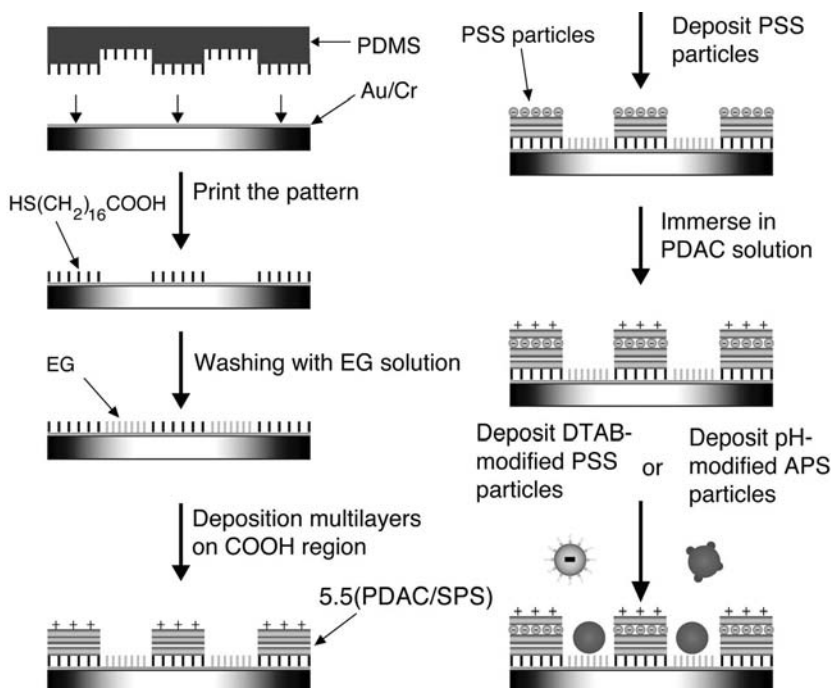 PDMS
Au/Cr
Print the pattern
HS(CH2)16COOH
Washing with EG solution
EG
Deposition multilayers
on COOH region
5.5(PDAC/SPS)
+ + +
+ + +
+ + +
PSS particles
Deposit PSS
particles
Immerse in
PDAC solution
+ + +
+ + +
+ + +
Deposit DTAB-
modified PSS
particles
or
Deposit pH-
modified APS
particles
-
+ + +
+ + +
+ + +